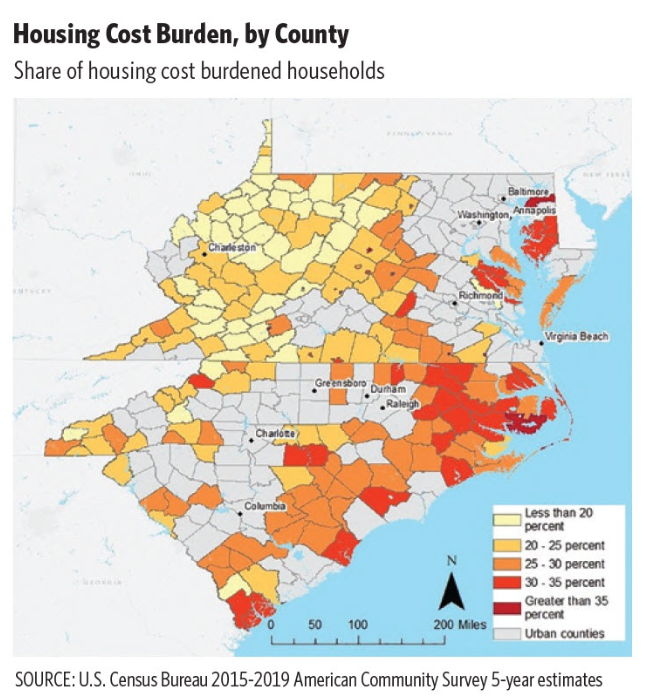 Housing Cost Burden, by County
Share of housing cost burdened households
PENNSYLVANIA
OHIO
NEW JERSEY
Baltimore
Washington, Annapolis
Charleston
KENTUCKY
Richmond
Virginia Beach
Greensboro
Durham
Raleigh
Charlotte
Columbia
GEORGIA
Less than 20
percent
20 - 25 percent
25 - 30 percent
30 - 35 percent
Greater than 35
percent
Urban counties
N
0 50 100 200 Miles
SOURCE: U.S. Census Bureau 2015-2019 American Community Survey 5-year estimates